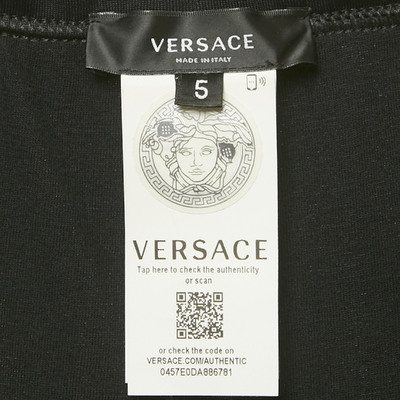 VERSACE
MADE IN ITALY
5
VERSACE
Tap here to check the authenticity
or scan
or check the code on
VERSACE.COM/AUTHENTIC
0457E0DA886781